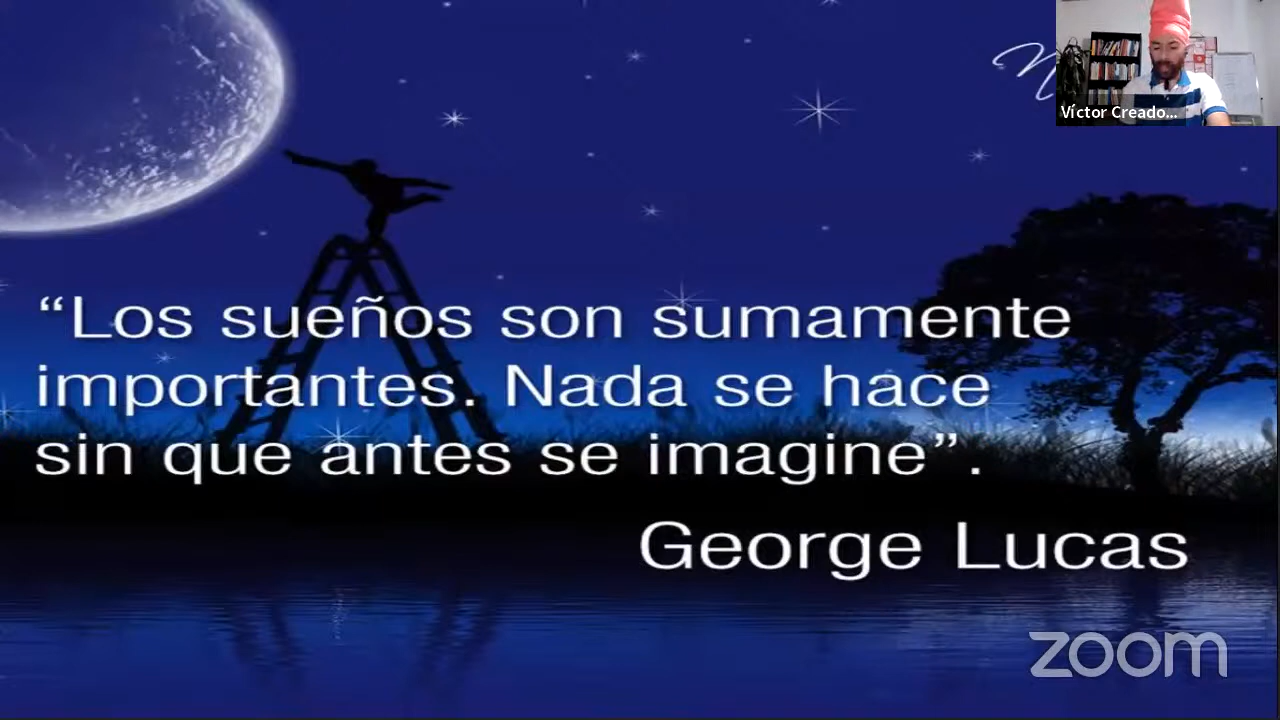 Víctor Creado...
“Los sueños son sumamente
importantes. Nada se hace
sin que antes se imagine”.
George Lucas
zoom